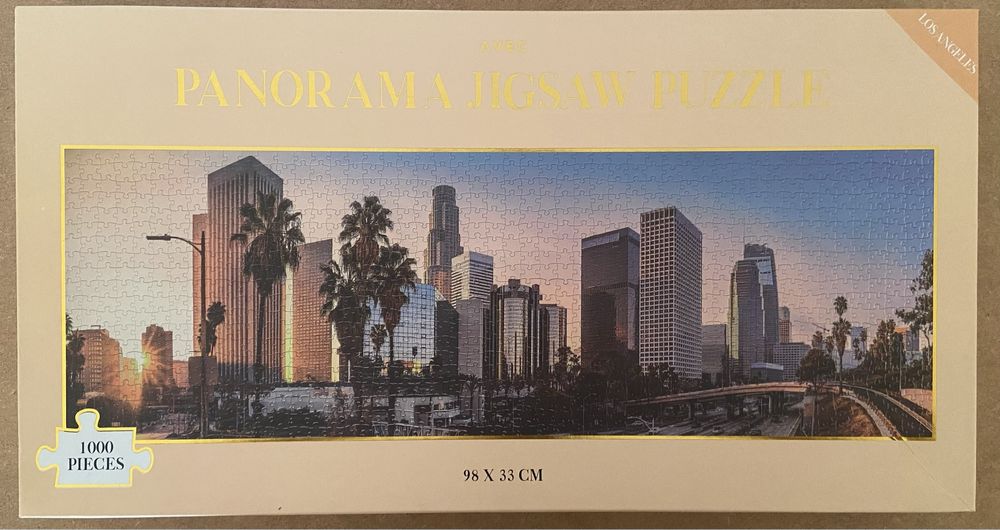 AVEC
PANORAMA JIGSAW PUZZLE
LOS ANGELES
1000
PIECES
98 X 33 CM